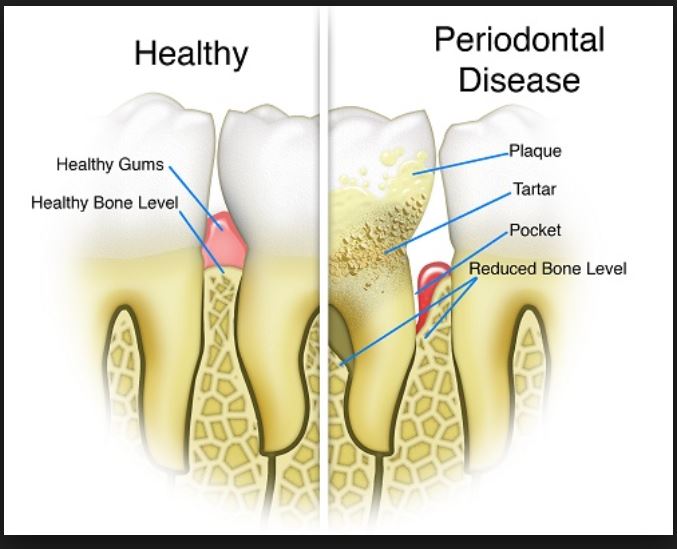 Healthy
Periodontal
Disease
Healthy Gums
Healthy Bone Level
Plaque
Tartar
Pocket
Reduced Bone Level